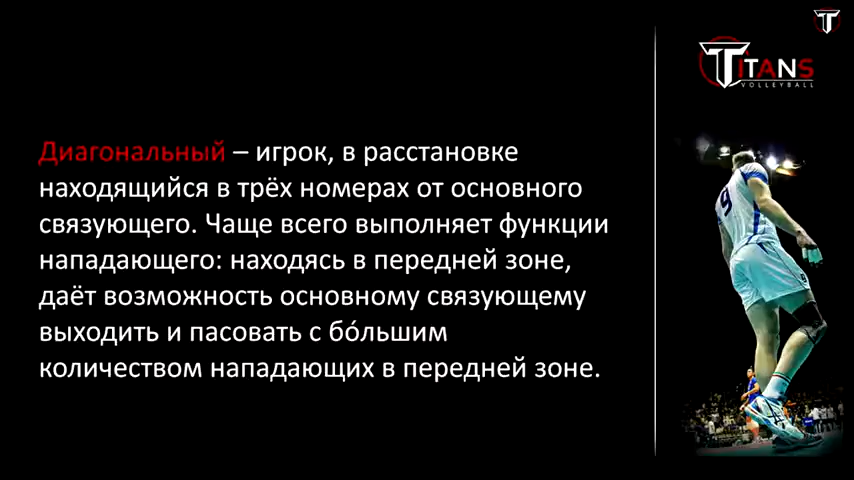 TITANS
VOLLEYBALL
Диагональный – игрок, в расстановке
находящийся в трёх номерах от основного
связующего. Чаще всего выполняет функции
нападающего: находясь в передней зоне,
даёт возможность основному связующему
выходить и пасовать с бо́льшим
количеством нападающих в передней зоне.
9